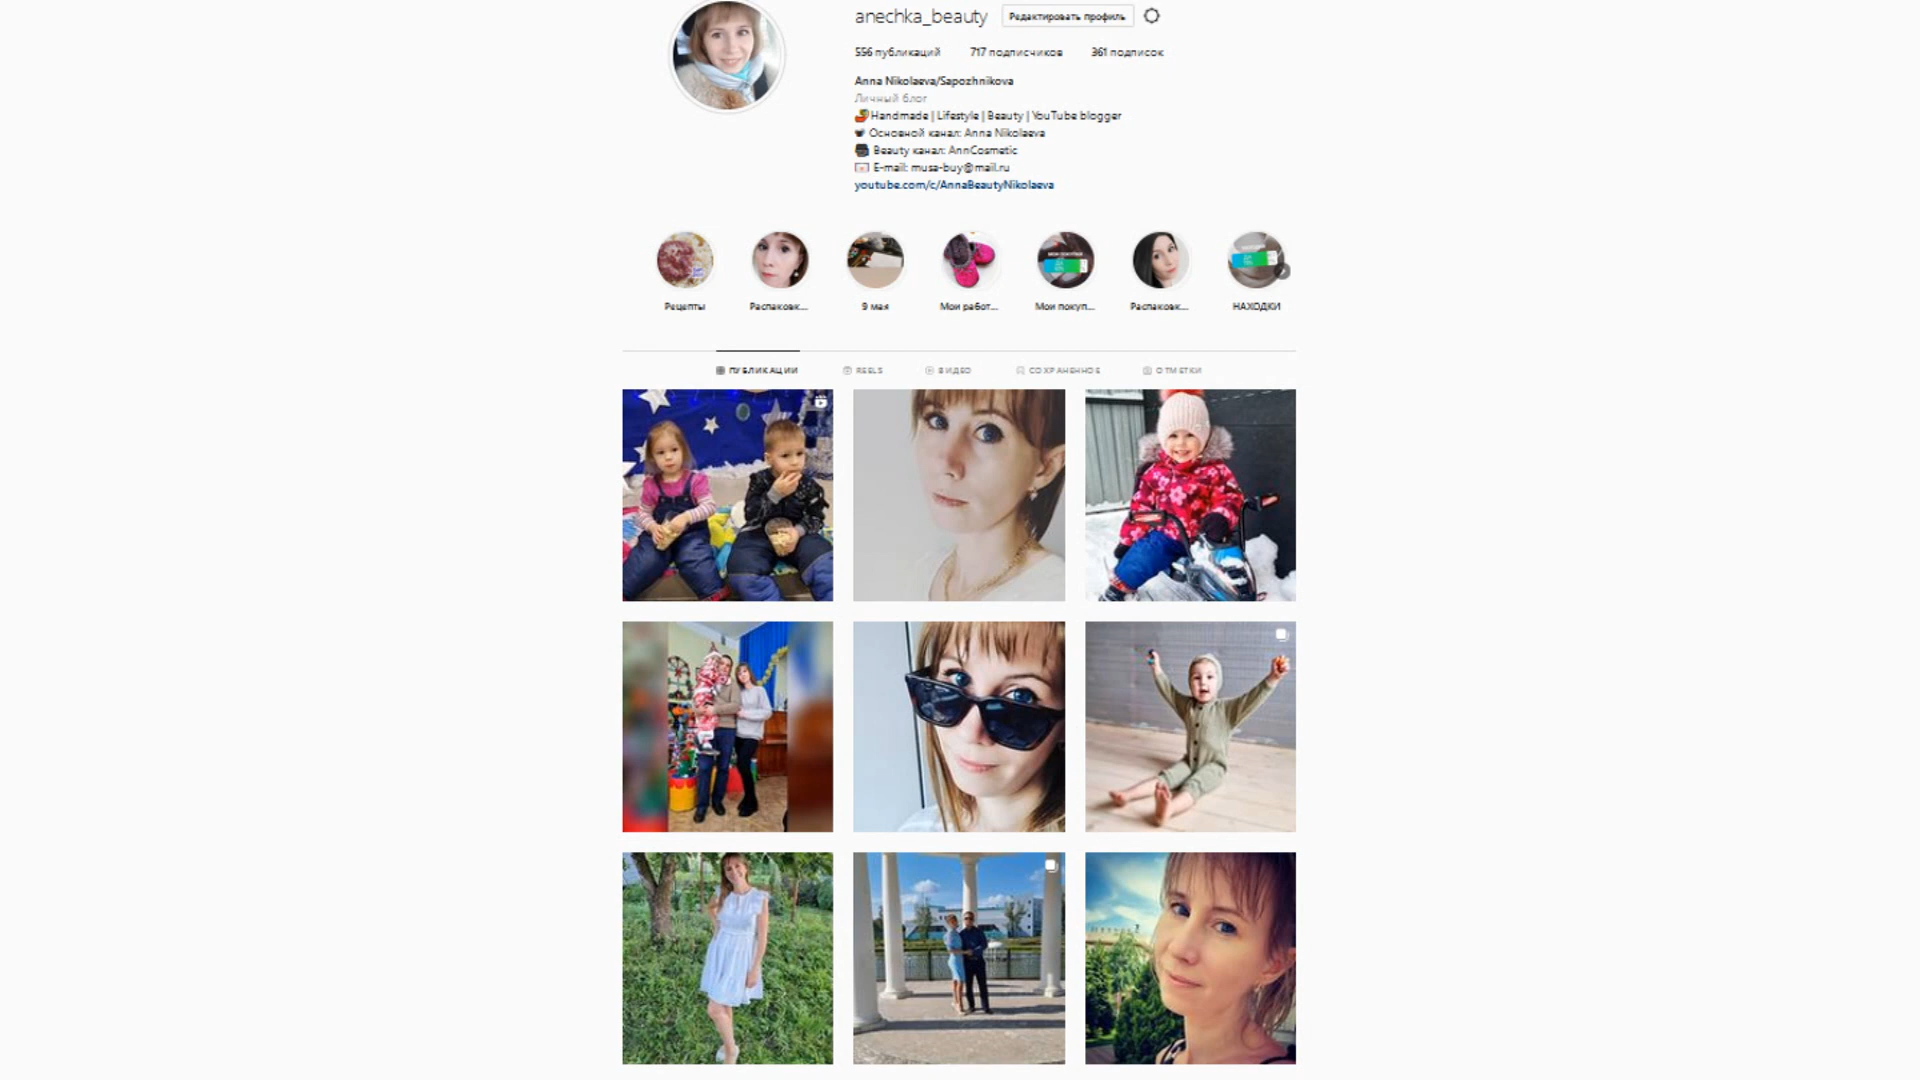 anechka_beauty Редактировать профиль
556 публикаций 717 подписчиков 361 подписок
Anna Nikolaeva/Sapozhnikova
Личный блог
Handmade | Lifestyle | Beauty | YouTube blogger
Основной канал: Anna Nikolaeva
Beauty канал: AnnCosmetic
E-mail: musa-buy@mail.ru
youtube.com/c/AnnaBeautyNikolaeva
МОИ ПОКУПКИ
Рецепты Распаковк... 9 мая Мои работ... Мои покуп... Распаковк... НАХОДКИ
ПУБЛИКАЦИИ REELS ВИДЕО СОХРАНЕННОЕ ОТМЕТКИ